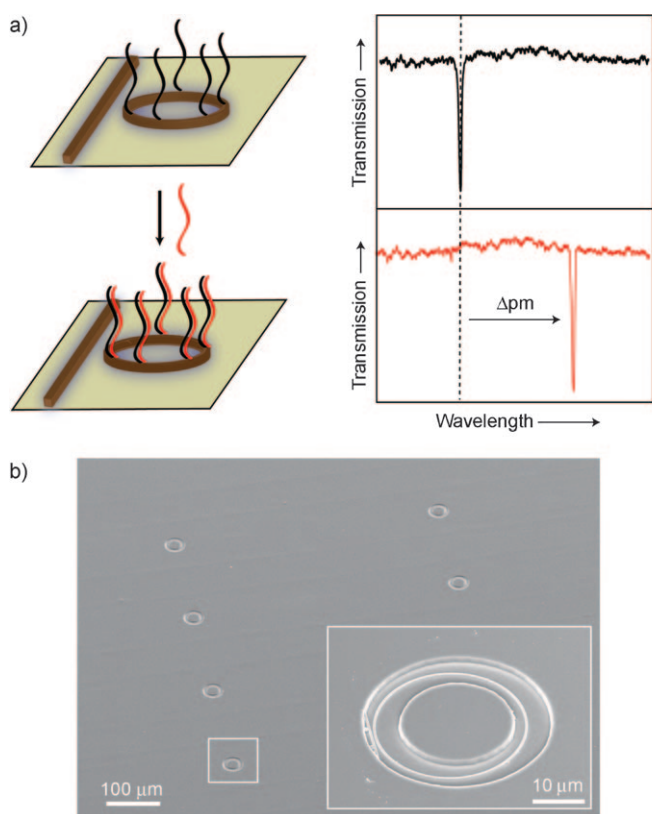 a)
Transmission
Transmission
Δpm
Wavelength
b)
100 μm
10 μm